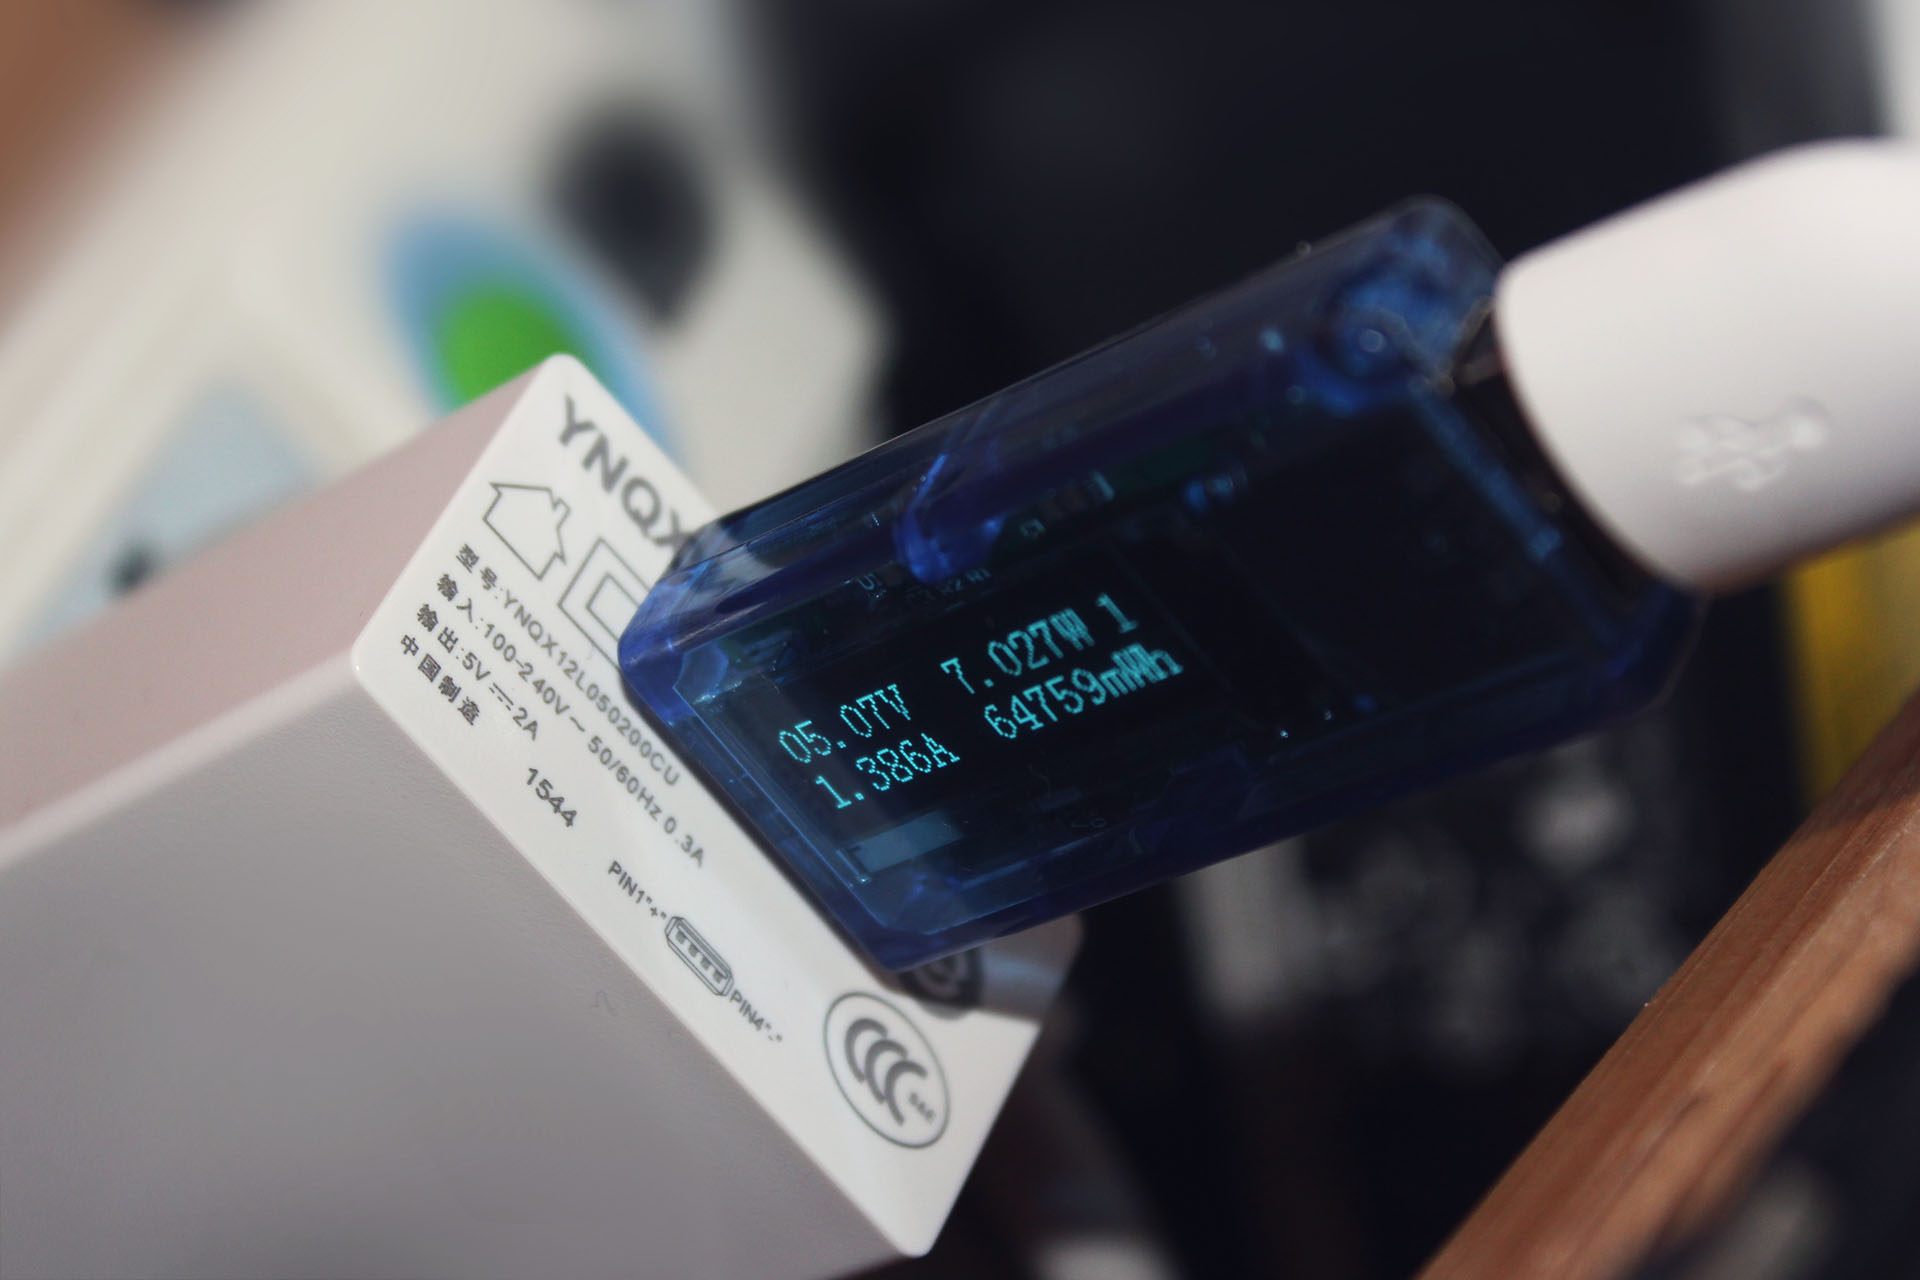 YNQX
型号:YNQX12L050200CU
输入:100-240V~50/60Hz 0.3A
输出:5V⎓2A
中国制造
1544
PIN1"+"
PIN4"-"
05.07V 7.027W 1
1.386A 64759mWh